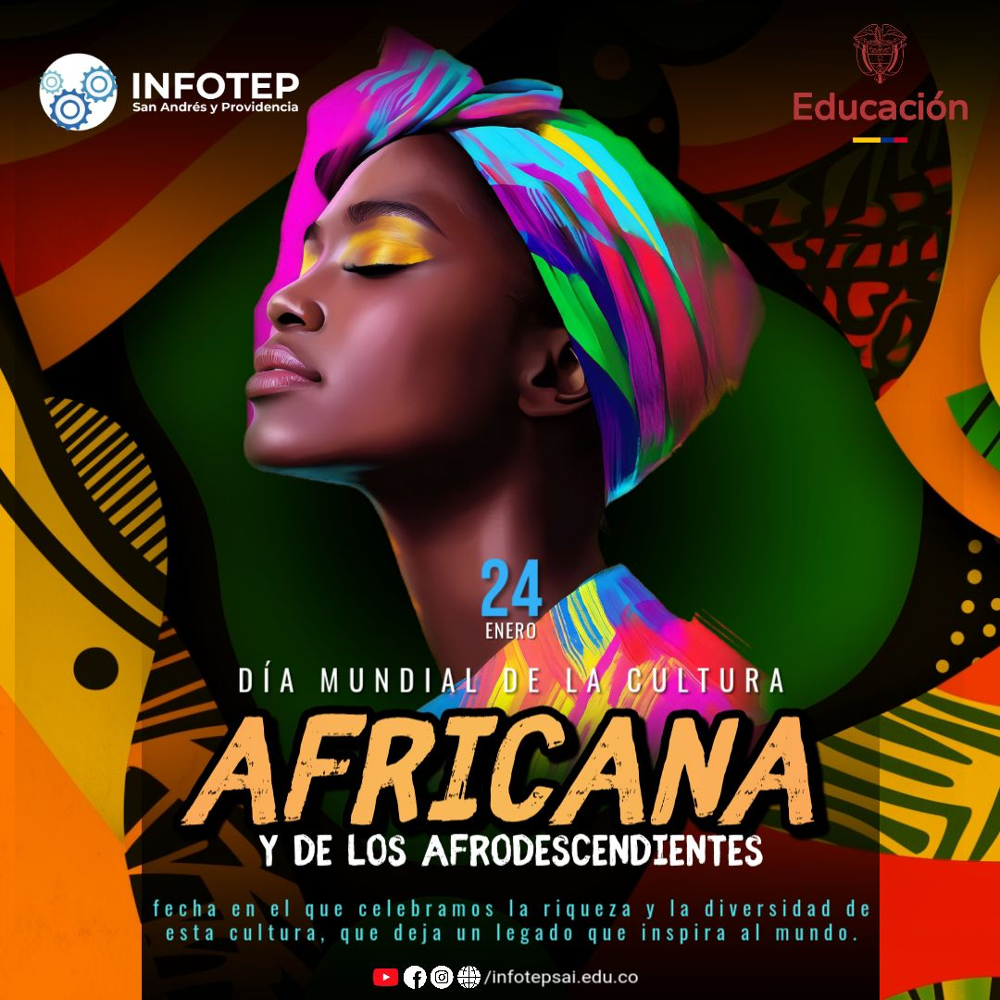 INFOTEP
San Andrés y Providencia
Educación
24
ENERO
DÍA MUNDIAL DE LA CULTURA
AFRICANA
Y DE LOS AFRODESCENDIENTES
fecha en el que celebramos la riqueza y la diversidad de
esta cultura, que deja un legado que inspira al mundo.
/infotepsai.edu.co